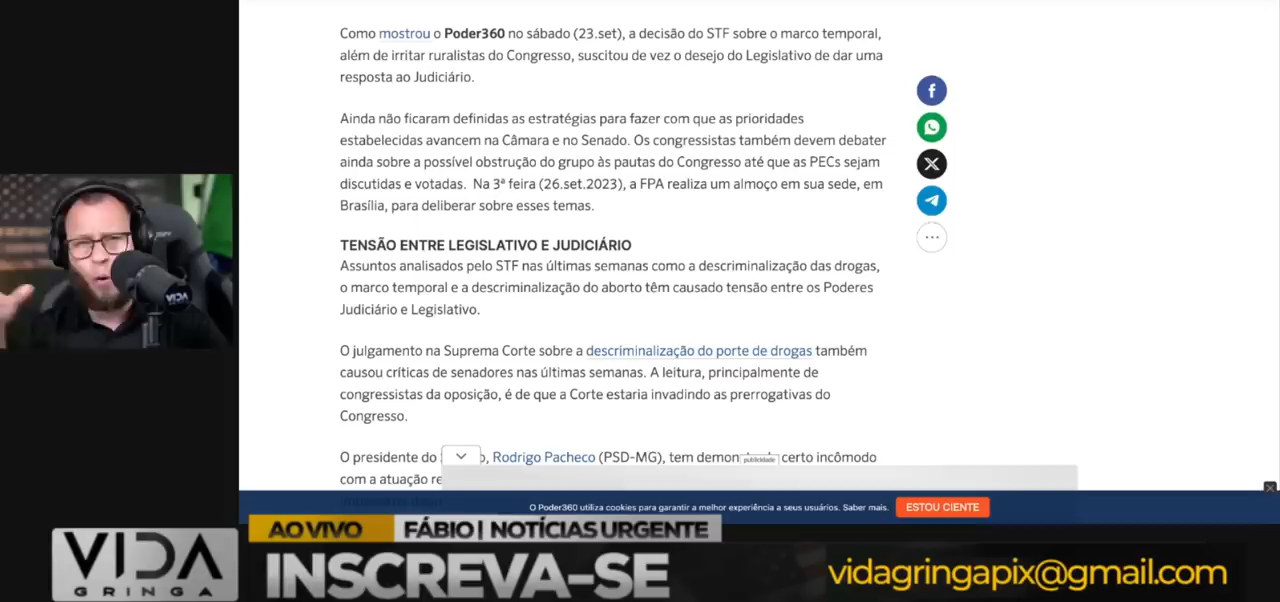 Como mostrou o Poder360 no sábado (23.set), a decisão do STF sobre o marco temporal,
além de irritar ruralistas do Congresso, suscitou de vez o desejo do Legislativo de dar uma
resposta ao Judiciário.
Ainda não ficaram definidas as estratégias para fazer com que as prioridades
estabelecidas avancem na Câmara e no Senado. Os congressistas também devem debater
ainda sobre a possível obstrução do grupo às pautas do Congresso até que as PECs sejam
discutidas e votadas. Na 3ª feira (26.set.2023), a FPA realiza um almoço em sua sede, em
Brasília, para deliberar sobre esses temas.
TENSÃO ENTRE LEGISLATIVO E JUDICIÁRIO
Assuntos analisados pelo STF nas últimas semanas como a descriminalização das drogas,
o marco temporal e a descriminalização do aborto têm causado tensão entre os Poderes
Judiciário e Legislativo.
O julgamento na Suprema Corte sobre a descriminalização do porte de drogas também
causou críticas de senadores nas últimas semanas. A leitura, principalmente de
congressistas da oposição, é de que a Corte estaria invadindo as prerrogativas do
Congresso.
O presidente do , Rodrigo Pacheco (PSD-MG), tem certo incômodo
publicidade
com a atuação
O Poder360 utiliza cookies para garantir a melhor experiência a seus usuários. Saber mais.
ESTOU CIENTE
VIDA
AO VIVO
FÁBIO | NOTÍCIAS URGENTE
INSCREVA-SE
VIDA
GRINGA
vidagringapix@gmail.com